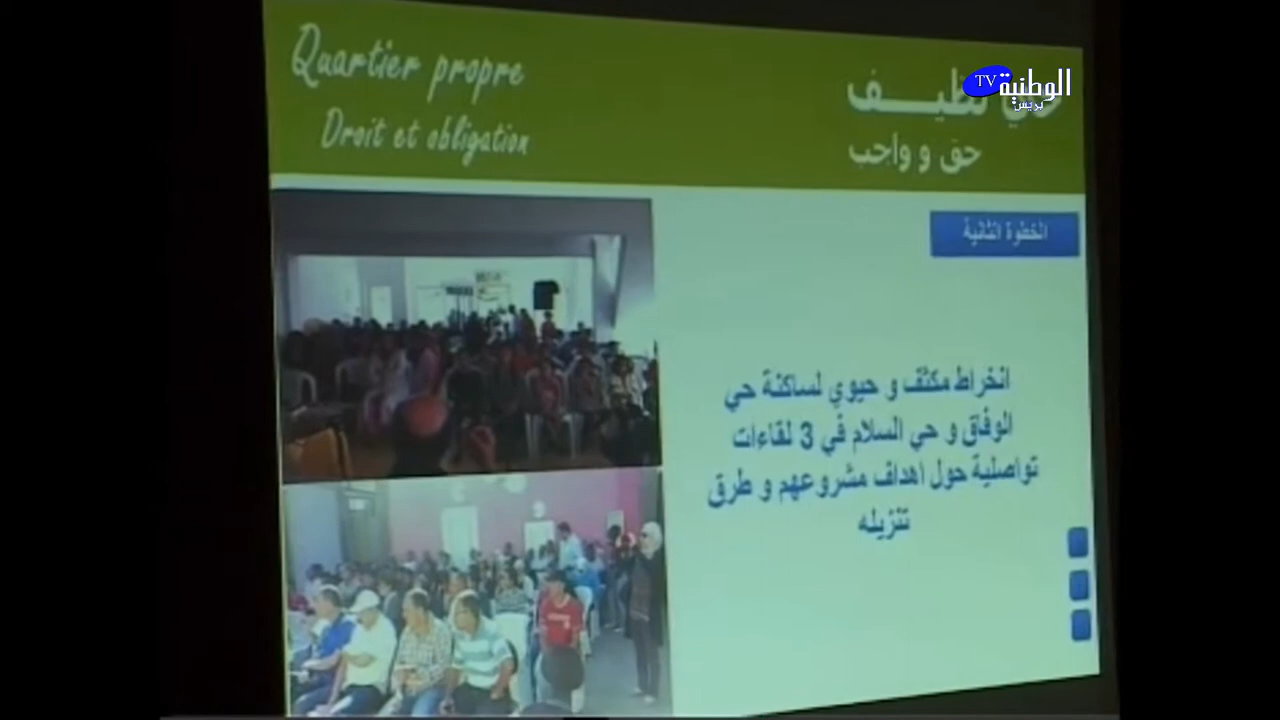 Quartier propre
Droit et obligation
TV الوطنية
بريس
نظيـــف
حق و واجب
الخطوة الثانية
انخراط مكثف و حيوي لساكنة حي
الوفاق و حي السلام في 3 لقاءات
تواصلية حول اهداف مشروعهم و طرق
تنزيله